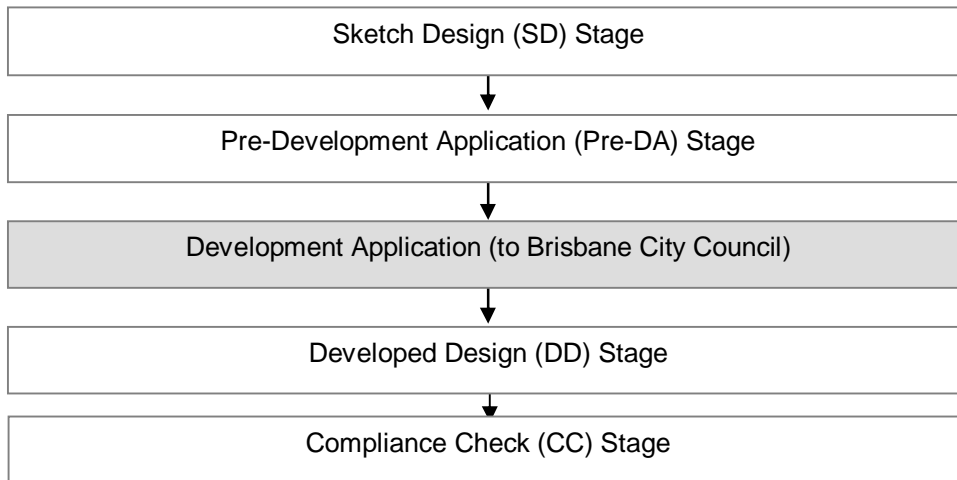 Sketch Design (SD) Stage
Pre-Development Application (Pre-DA) Stage
Development Application (to Brisbane City Council)
Developed Design (DD) Stage
Compliance Check (CC) Stage